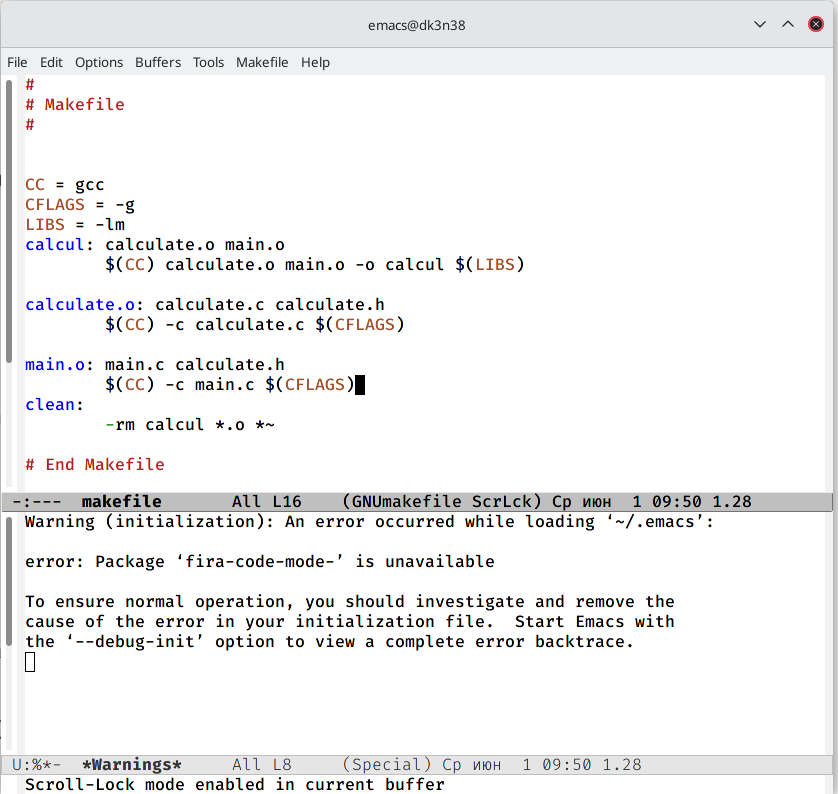 emacs@dk3n38
File Edit Options Buffers Tools Makefile Help
#
# Makefile
#
CC = gcc
CFLAGS = -g
LIBS = -lm
calcul: calculate.o main.o
        $(CC) calculate.o main.o -o calcul $(LIBS)
calculate.o: calculate.c calculate.h
        $(CC) -c calculate.c $(CFLAGS)
main.o: main.c calculate.h
        $(CC) -c main.c $(CFLAGS)
clean:
        -rm calcul *.o *~
# End Makefile
-:--- makefile All L16 (GNUmakefile ScrLck) Ср июн 1 09:50 1.28
Warning (initialization): An error occurred while loading ‘~/.emacs’:
error: Package ‘fira-code-mode-’ is unavailable
To ensure normal operation, you should investigate and remove the
cause of the error in your initialization file.  Start Emacs with
the ‘--debug-init’ option to view a complete error backtrace.
U:%*- *Warnings* All L8 (Special) Ср июн 1 09:50 1.28
Scroll-Lock mode enabled in current buffer